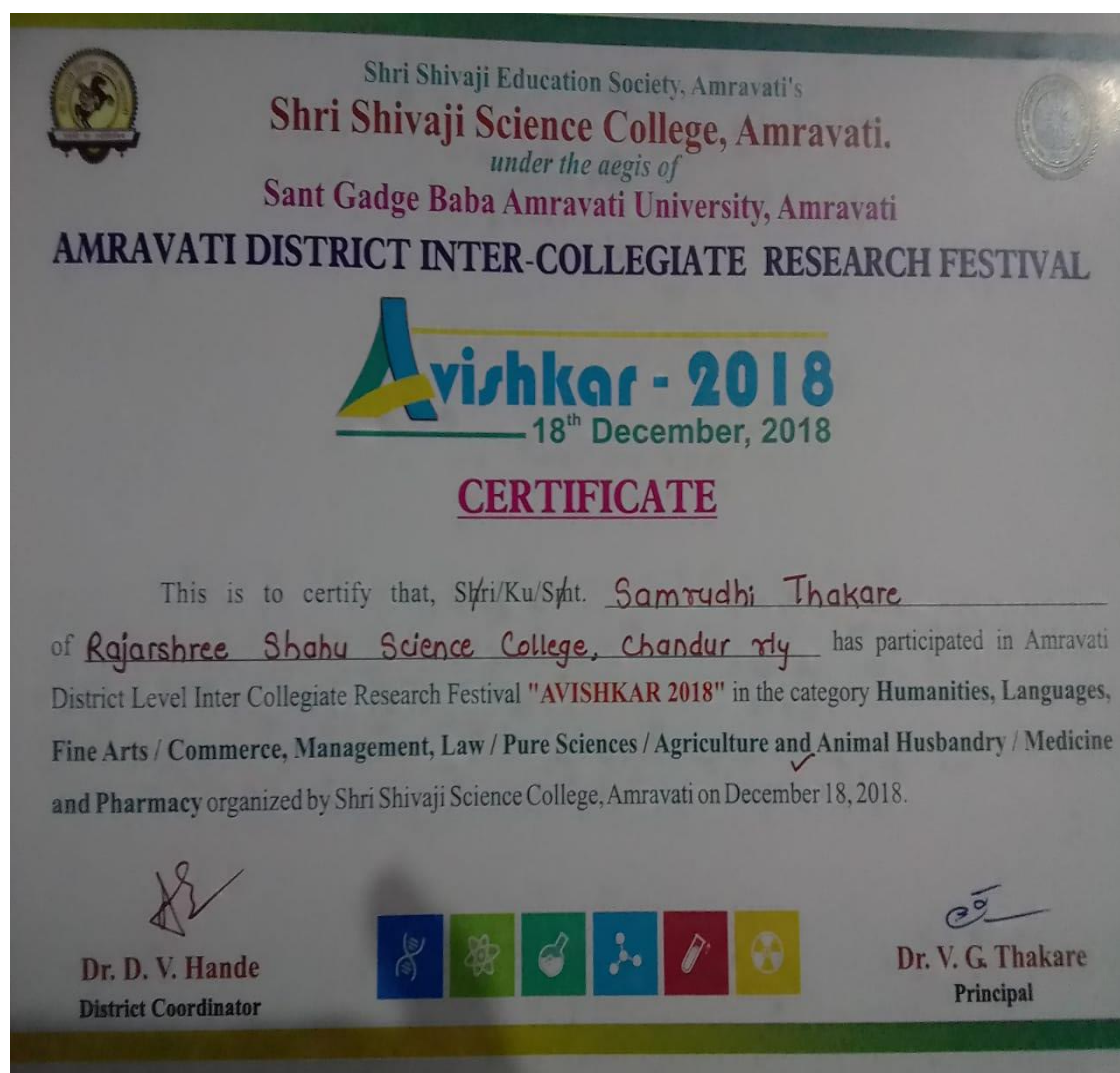 Shri Shivaji Education Society, Amravati's
Shri Shivaji Science College, Amravati.
under the aegis of
Sant Gadge Baba Amravati University, Amravati
AMRAVATI DISTRICT INTER-COLLEGIATE RESEARCH FESTIVAL
Avishkar - 2018
18th December, 2018
CERTIFICATE
This is to certify that, Shri/Ku/Smt. Samrudhi Thakare
of Rajarshree Shahu Science College, Chandur rly has participated in Amravati
District Level Inter Collegiate Research Festival "AVISHKAR 2018" in the category Humanities, Languages,
Fine Arts / Commerce, Management, Law / Pure Sciences / Agriculture and Animal Husbandry / Medicine
and Pharmacy organized by Shri Shivaji Science College, Amravati on December 18, 2018.
Dr. D. V. Hande
District Coordinator
Dr. V. G. Thakare
Principal